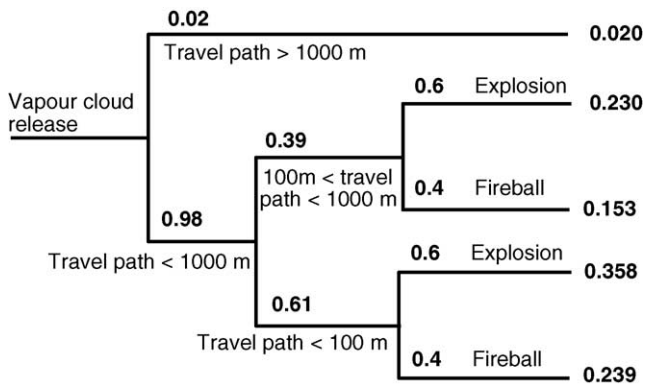 0.02
0.020
Travel path > 1000 m
Vapour cloud
release
0.6 Explosion
0.230
0.39
100m < travel
path < 1000 m
0.4 Fireball
0.153
0.98
Travel path < 1000 m
0.6 Explosion
0.358
0.61
Travel path < 100 m
0.4 Fireball
0.239